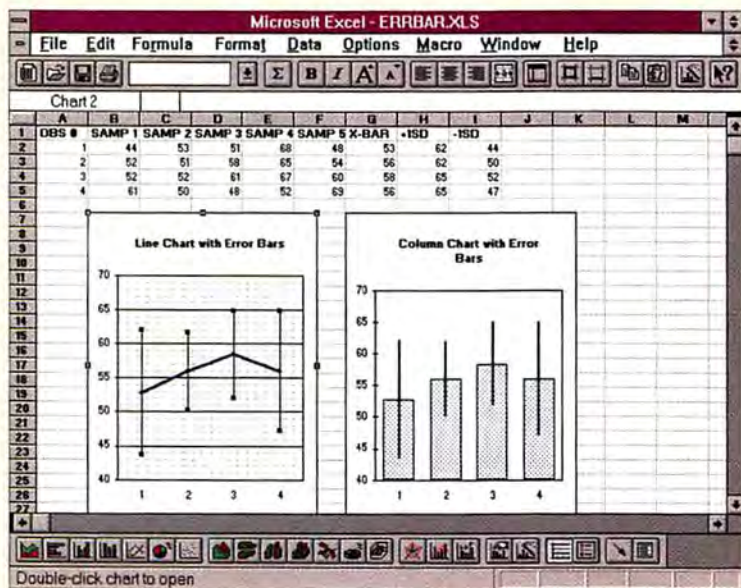 Microsoft Excel - ERRBAR.XLS
File Edit Formula Format Data Options Macro Window Help
Σ B I A A
Chart 2
A B C D E F G H I J K L M
1 OBS # SAMP 1 SAMP 2 SAMP 3 SAMP 4 SAMP 5 X-BAR +1SD -1SD
2 1 44 53 51 68 48 53 62 44
3 2 52 51 58 65 54 56 62 50
4 3 52 52 61 67 60 58 65 52
5 4 61 50 48 52 69 56 65 47
6
7
8
9
10
11
12
13
14
15
16
17
18
19
20
21
22
23
24
25
26
27
Line Chart with Error Bars
70
65
60
55
50
45
40
1 2 3 4
Column Chart with Error
Bars
70
65
60
55
50
45
40
1 2 3 4
Double-click chart to open